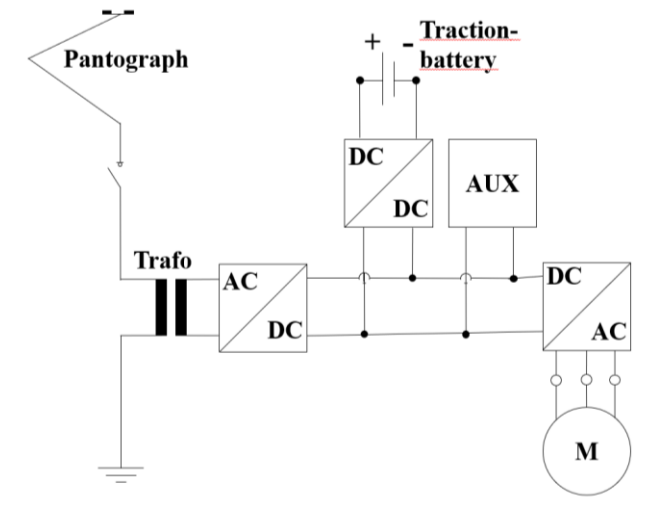 Pantograph
+ - Traction-
battery
DC
DC
AUX
Trafo
AC
DC
DC
AC
M